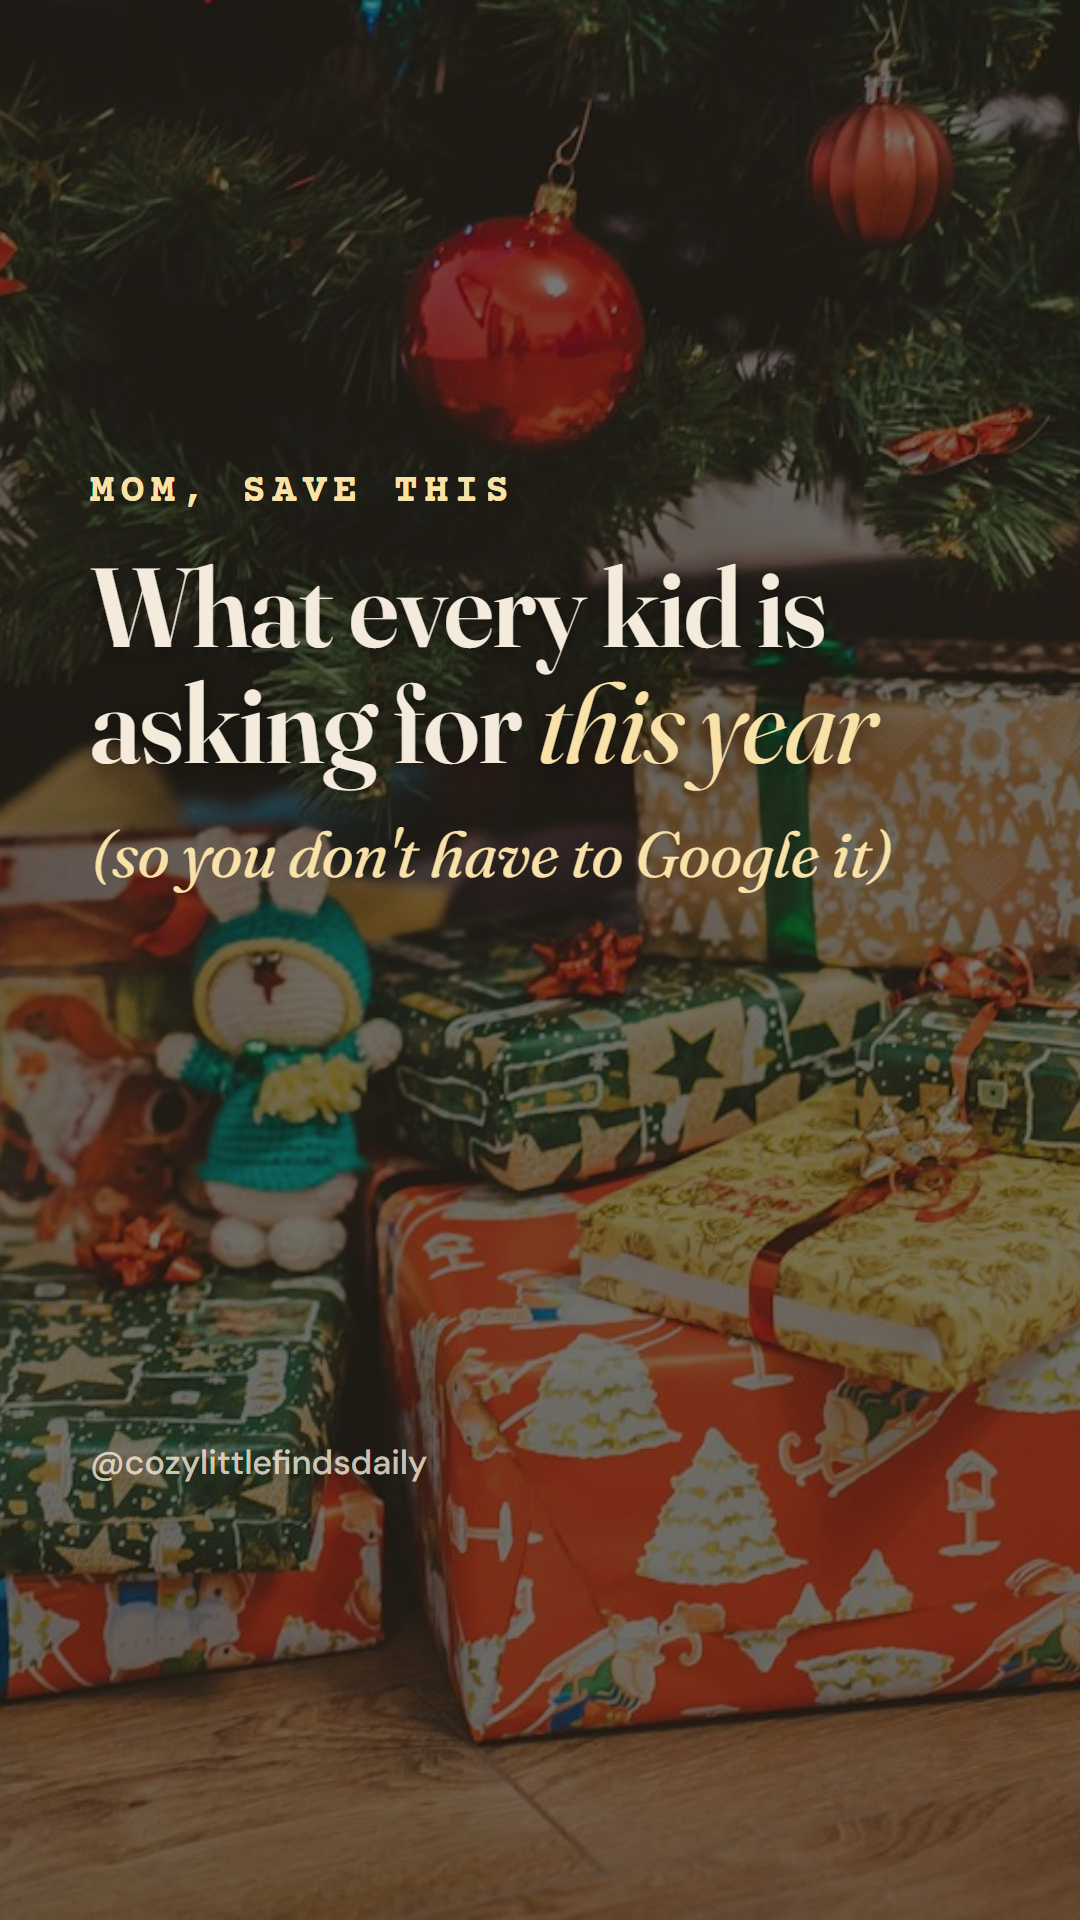 MOM, SAVE THIS
What every kid is
asking for this year
(so you don't have to Google it)
@cozylittlefindsdaily